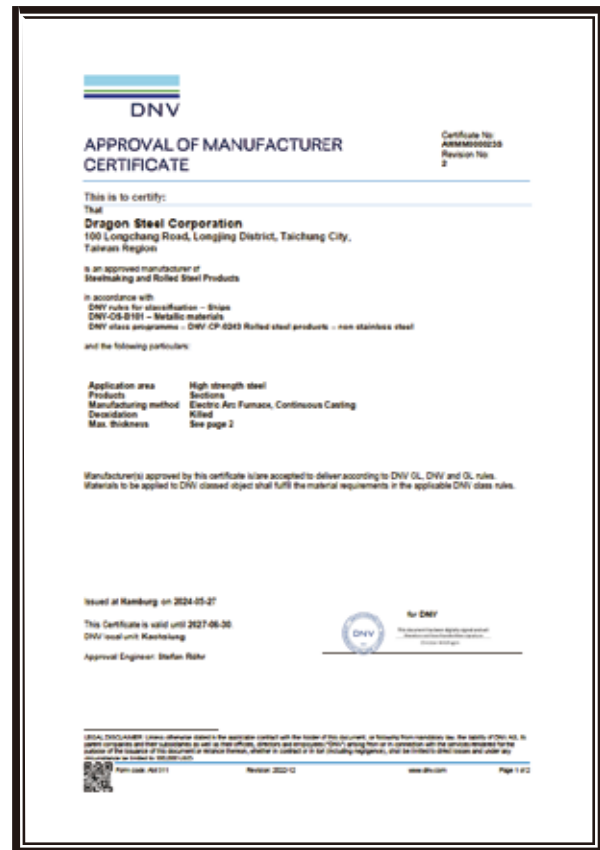 DNV
APPROVAL OF MANUFACTURER
CERTIFICATE
Certificate No:
Revision No:
2
This is to certify:
That
Dragon Steel Corporation
100 Longchang Road, Longjing District, Taichung City,
Taiwan Region
is an approved manufacturer of
Steelmaking and Rolled Steel Products
in accordance with
DNV rules for classification – Ships
DNV-OS-B101 – Metallic materials
DNV class programme – DNV-CP-0243 Rolled steel products – non stainless steel
and the following particulars:
Application area High strength steel
Products Sections
Manufacturing method Electric Arc Furnace, Continuous Casting
Deoxidation Killed
Max. thickness See page 2
Manufacturer(s) approved by this certificate is/are accepted to deliver according to DNV GL, DNV and GL rules.
Materials to be applied to DNV classed object shall fulfill the material requirements in the applicable DNV class rules.
Issued at Hamburg on 2024-05-27
This Certificate is valid until 2027-06-30.
DNV local unit: Kaohsiung
Approval Engineer: Stefan Röhr
for DNV
DNV
Revision: 2022-12
www.dnv.com
Page 1 of 2